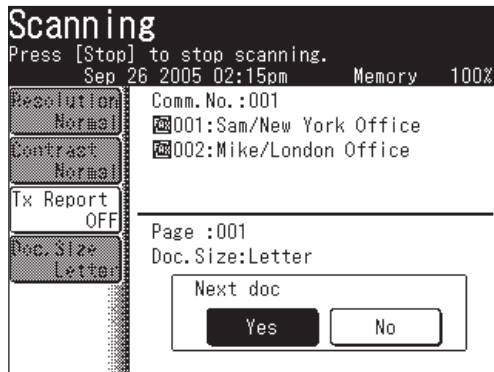 Scanning
Press [Stop] to stop scanning.
Sep 26 2005 02:15pm Memory 100%
Resolution
Normal
Contrast
Normal
Tx Report
OFF
Doc.Size
Letter
Comm.No.:001
FAX 001:Sam/New York Office
FAX 002:Mike/London Office
Page :001
Doc.Size:Letter
Next doc
Yes No